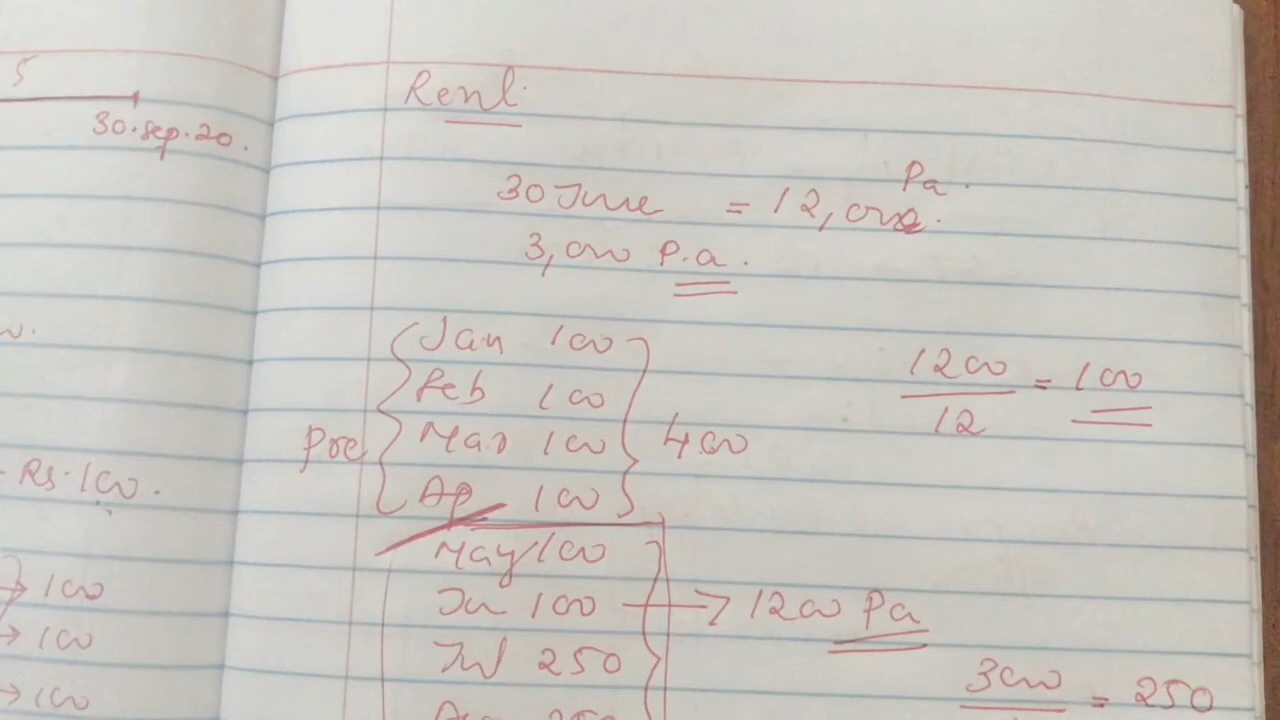 5
30.sep.20.
Rs.100.
100
100
100
Rent.
Pa.
30 June = 12,000.
3,000 P.a.
Jan 100
Feb 100
1200
12
= 100
Pre
Mar 100
400
Ap 100
May 100
Ju 100 → 1200 Pa
Jul 250
3000
= 250